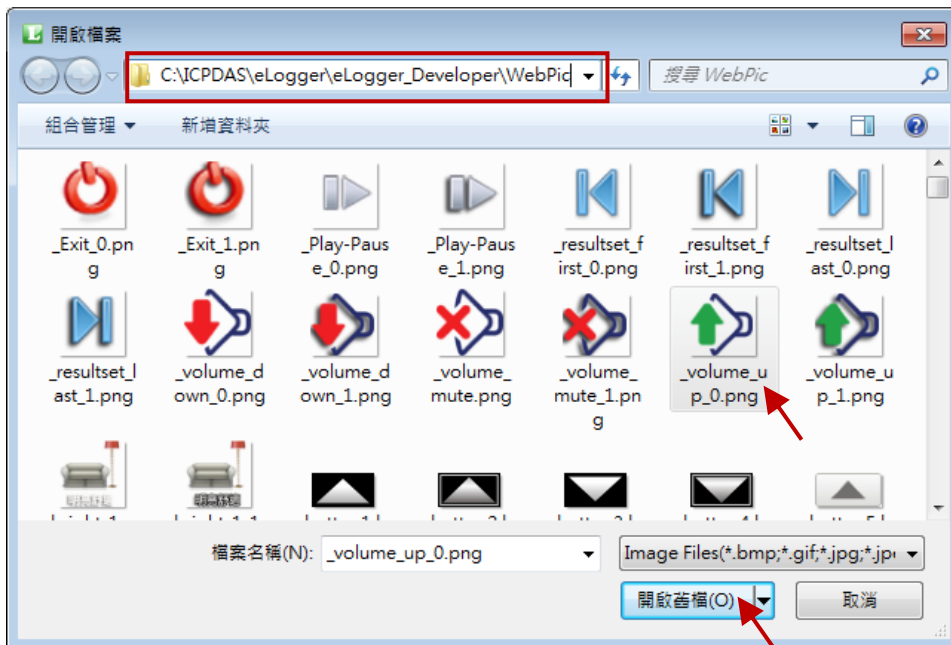 開啟檔案
C:\ICPDAS\eLogger\eLogger_Developer\WebPic
搜尋 WebPic
組合管理
新增資料夾
_Exit_0.pn
g
_Exit_1.pn
g
_Play-Paus
e_0.png
_Play-Paus
e_1.png
_resultset_f
irst_0.png
_resultset_f
irst_1.png
_resultset_l
ast_0.png
_resultset_l
ast_1.png
_volume_d
own_0.png
_volume_d
own_1.png
_volume_
mute.png
_volume_
mute_1.pn
g
_volume_u
p_0.png
_volume_u
p_1.png
檔案名稱(N):
_volume_up_0.png
Image Files(*.bmp;*.gif;*.jpg;*.jp
開啟舊檔(O)
取消